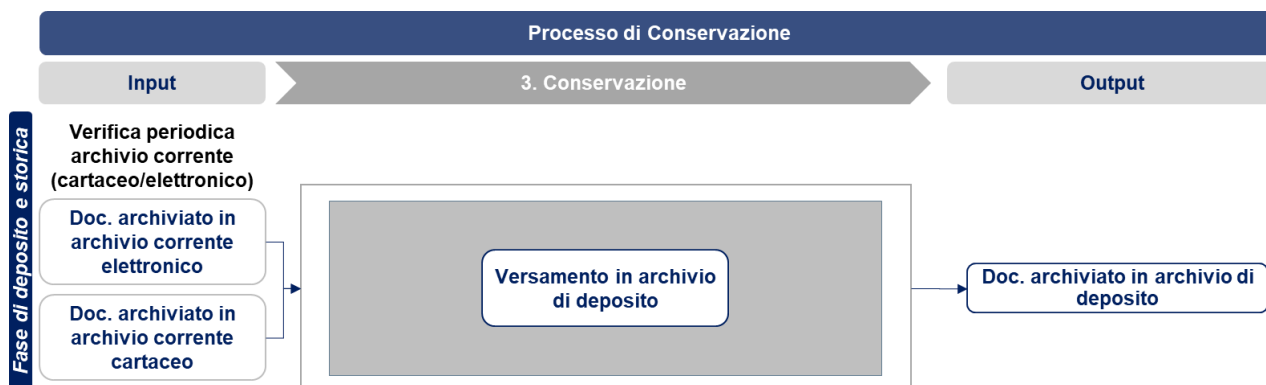 Processo di Conservazione
Input
3. Conservazione
Output
Fase di deposito e storica
Verifica periodica
archivio corrente
(cartaceo/elettronico)
Doc. archiviato in
archivio corrente
elettronico
Doc. archiviato in
archivio corrente
cartaceo
Versamento in archivio
di deposito
Doc. archiviato in archivio di
deposito